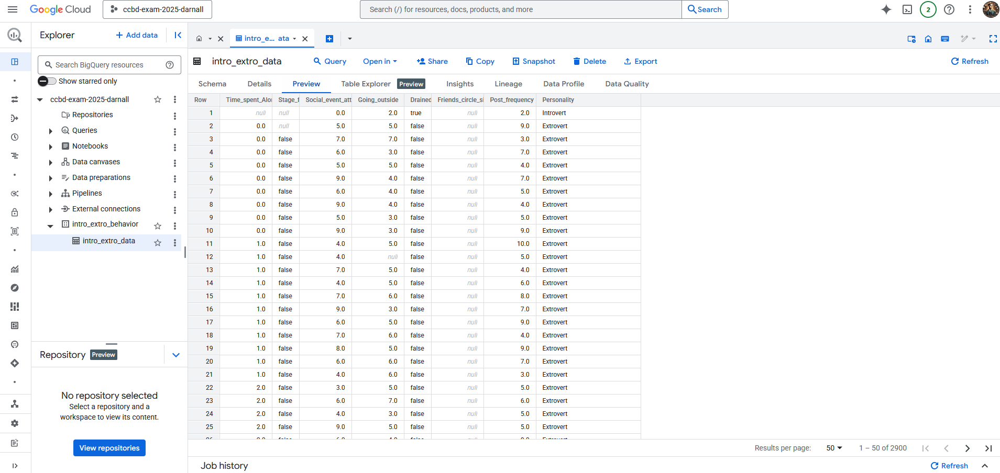 Google Cloud
ccbd-exam-2025-darnall
Search (/) for resources, docs, products, and more
Search
2
Explorer
Add data
intro_e... ata
Search BigQuery resources
Show starred only
ccbd-exam-2025-darnall
Repositories
Queries
Notebooks
Data canvases
Data preparations
Pipelines
External connections
intro_extro_behavior
intro_extro_data
Repository Preview
No repository selected
Select a repository and a
workspace to view its content.
View repositories
intro_extro_data
Query Open in Share Copy Snapshot Delete Export Refresh
Schema Details Preview Table Explorer Preview Insights Lineage Data Profile Data Quality
Row Time_spent_Alo Stage_f Social_event_att Going_outside Drained Friends_circle_si Post_frequency Personality
1 null null 0.0 2.0 true null 2.0 Introvert
2 0.0 null 5.0 5.0 false null 9.0 Extrovert
3 0.0 false 7.0 7.0 false null 3.0 Extrovert
4 0.0 false 6.0 3.0 false null 7.0 Extrovert
5 0.0 false 5.0 5.0 false null 4.0 Extrovert
6 0.0 false 9.0 4.0 false null 7.0 Extrovert
7 0.0 false 6.0 4.0 false null 5.0 Extrovert
8 0.0 false 9.0 4.0 false null 4.0 Extrovert
9 0.0 false 5.0 3.0 false null 5.0 Extrovert
10 0.0 false 9.0 3.0 false null 9.0 Extrovert
11 1.0 false 4.0 5.0 false null 10.0 Extrovert
12 1.0 false 4.0 null false null 5.0 Extrovert
13 1.0 false 7.0 5.0 false null 4.0 Extrovert
14 1.0 false 4.0 5.0 false null 6.0 Extrovert
15 1.0 false 7.0 6.0 false null 8.0 Extrovert
16 1.0 false 9.0 3.0 false null 7.0 Extrovert
17 1.0 false 6.0 5.0 false null 9.0 Extrovert
18 1.0 false 7.0 6.0 false null 4.0 Extrovert
19 1.0 false 8.0 5.0 false null 9.0 Extrovert
20 1.0 false 6.0 6.0 false null 7.0 Extrovert
21 1.0 false 4.0 6.0 false null 3.0 Extrovert
22 2.0 false 3.0 5.0 false null 5.0 Extrovert
23 2.0 false 6.0 7.0 false null 6.0 Extrovert
24 2.0 false 4.0 3.0 false null 5.0 Extrovert
25 2.0 false 9.0 5.0 false null 5.0 Extrovert
Results per page: 50 1 – 50 of 2900
Job history
Refresh